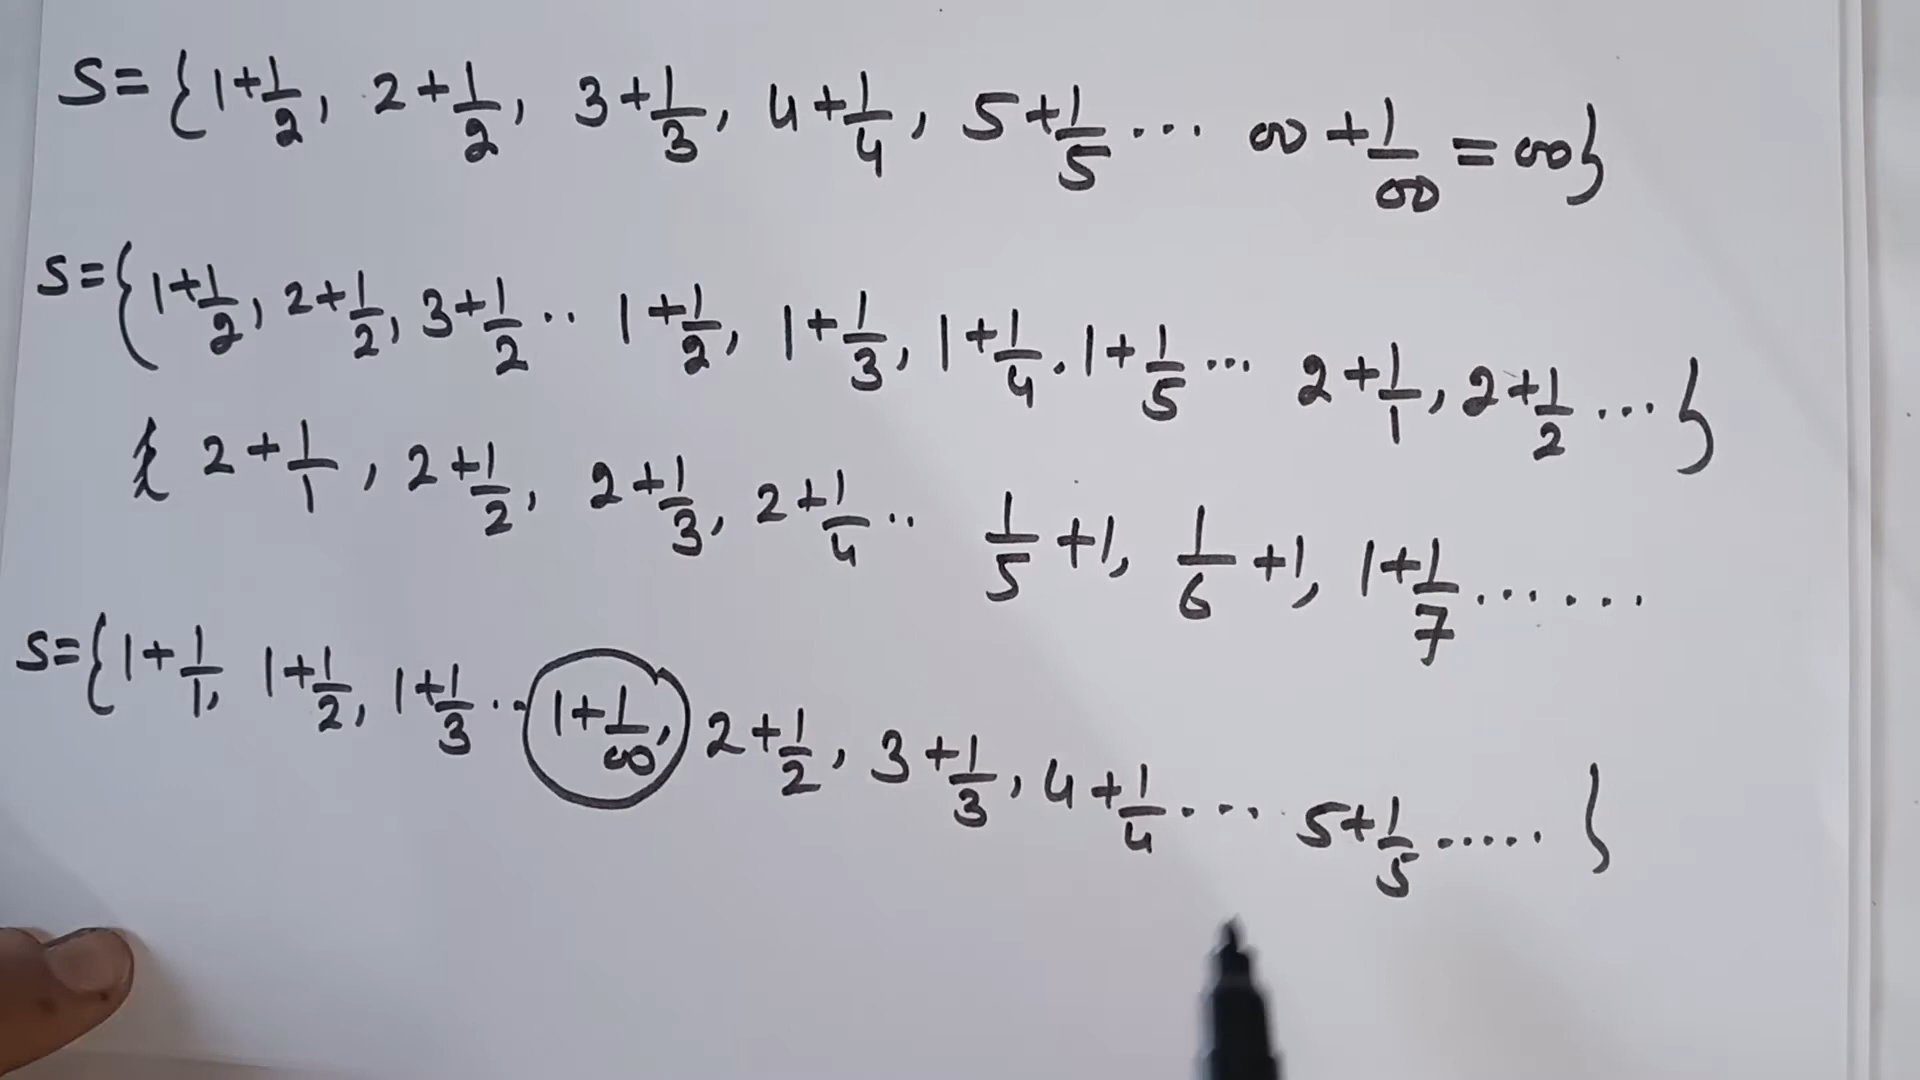 S={1+1/2, 2+1/2, 3+1/3, 4+1/4, 5+1/5 ... ∞+1/∞=∞}
S={1+1/2, 2+1/2, 3+1/2 .. 1+1/2, 1+1/3, 1+1/4. 1+1/5 ... 2+1/1, 2+1/2 ...}
{ 2+1/1, 2+1/2, 2+1/3, 2+1/4 .. 1/5+1, 1/6+1, 1+1/7 ......
S={1+1/1, 1+1/2, 1+1/3 ... 1+1/∞, 2+1/2, 3+1/3, 4+1/4 .... 5+1/5 ..... }